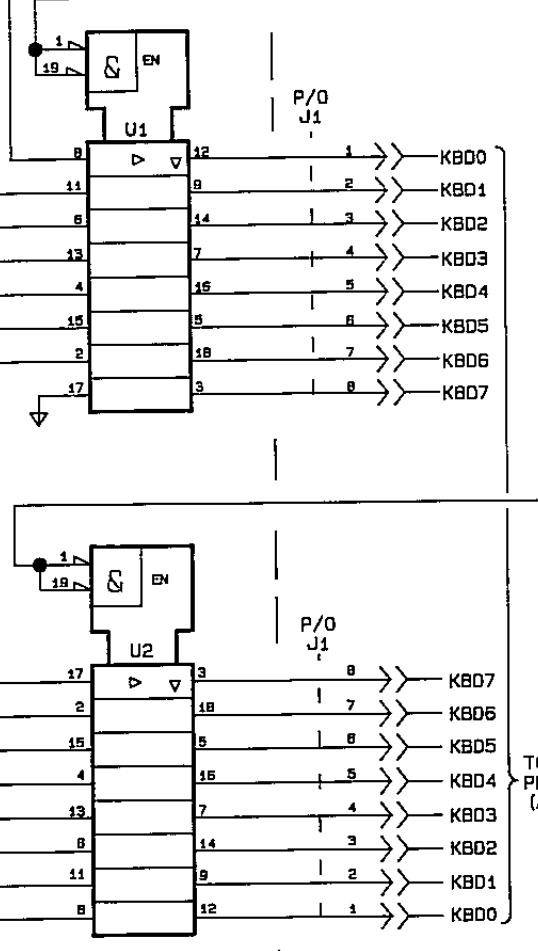 1
& EN
19
P/O
J1
U1
8 12 1 KBD0
11 9 2 KBD1
6 14 3 KBD2
13 7 4 KBD3
4 16 5 KBD4
15 5 6 KBD5
2 18 7 KBD6
17 3 8 KBD7
1
& EN
19
P/O
J1
U2
17 3 8 KBD7
2 18 7 KBD6
15 5 6 KBD5
4 16 5 KBD4
13 7 4 KBD3
6 14 3 KBD2
11 9 2 KBD1
8 12 1 KBD0